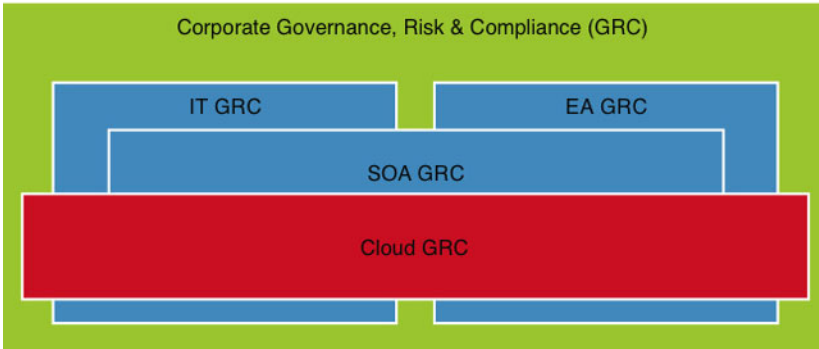 Corporate Governance, Risk & Compliance (GRC)
IT GRC
EA GRC
SOA GRC
Cloud GRC